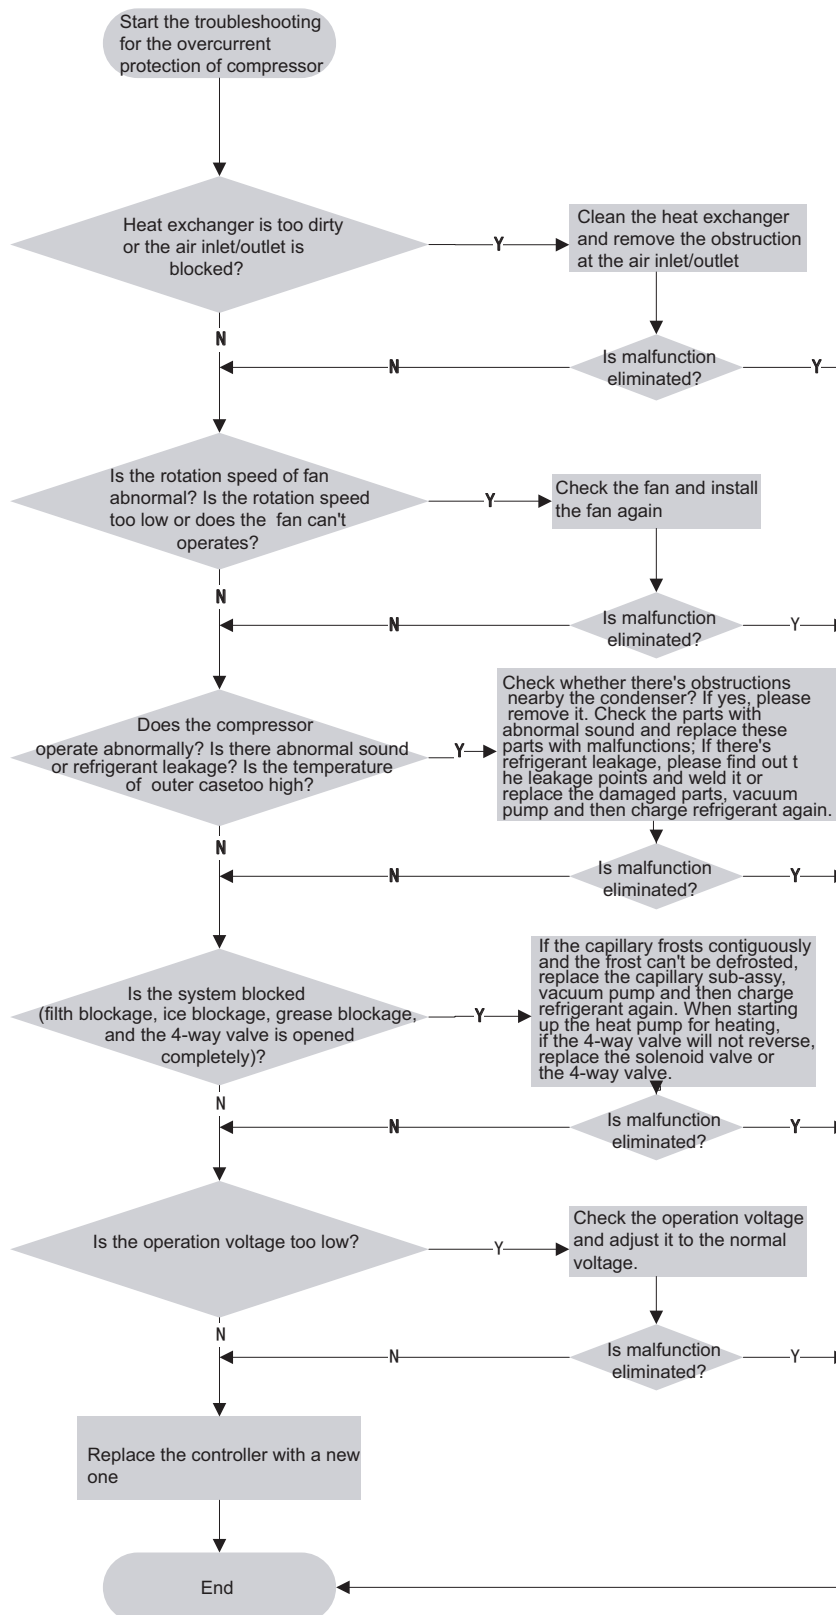 Start the troubleshooting
for the overcurrent
protection of compressor
Heat exchanger is too dirty
or the air inlet/outlet is
blocked?
Y
Clean the heat exchanger
and remove the obstruction
at the air inlet/outlet
N
Is malfunction
eliminated?
N
Y
Is the rotation speed of fan
abnormal? Is the rotation speed
too low or does the fan can't
operates?
Y
Check the fan and install
the fan again
N
Is malfunction
eliminated?
N
Y
Does the compressor
operate abnormally? Is there abnormal sound
or refrigerant leakage? Is the temperature
of outer casetoo high?
Y
Check whether there's obstructions
nearby the condenser? If yes, please
remove it. Check the parts with
abnormal sound and replace these
parts with malfunctions; If there's
refrigerant leakage, please find out t
he leakage points and weld it or
replace the damaged parts, vacuum
pump and then charge refrigerant again.
N
Is malfunction
eliminated?
N
Y
Is the system blocked
(filth blockage, ice blockage, grease blockage,
and the 4-way valve is opened
completely)?
Y
If the capillary frosts contiguously
and the frost can't be defrosted,
replace the capillary sub-assy,
vacuum pump and then charge
refrigerant again. When starting
up the heat pump for heating,
if the 4-way valve will not reverse,
replace the solenoid valve or
the 4-way valve.
N
Is malfunction
eliminated?
N
Y
Is the operation voltage too low?
Y
Check the operation voltage
and adjust it to the normal
voltage.
N
Is malfunction
eliminated?
N
Y
Replace the controller with a new
one
End